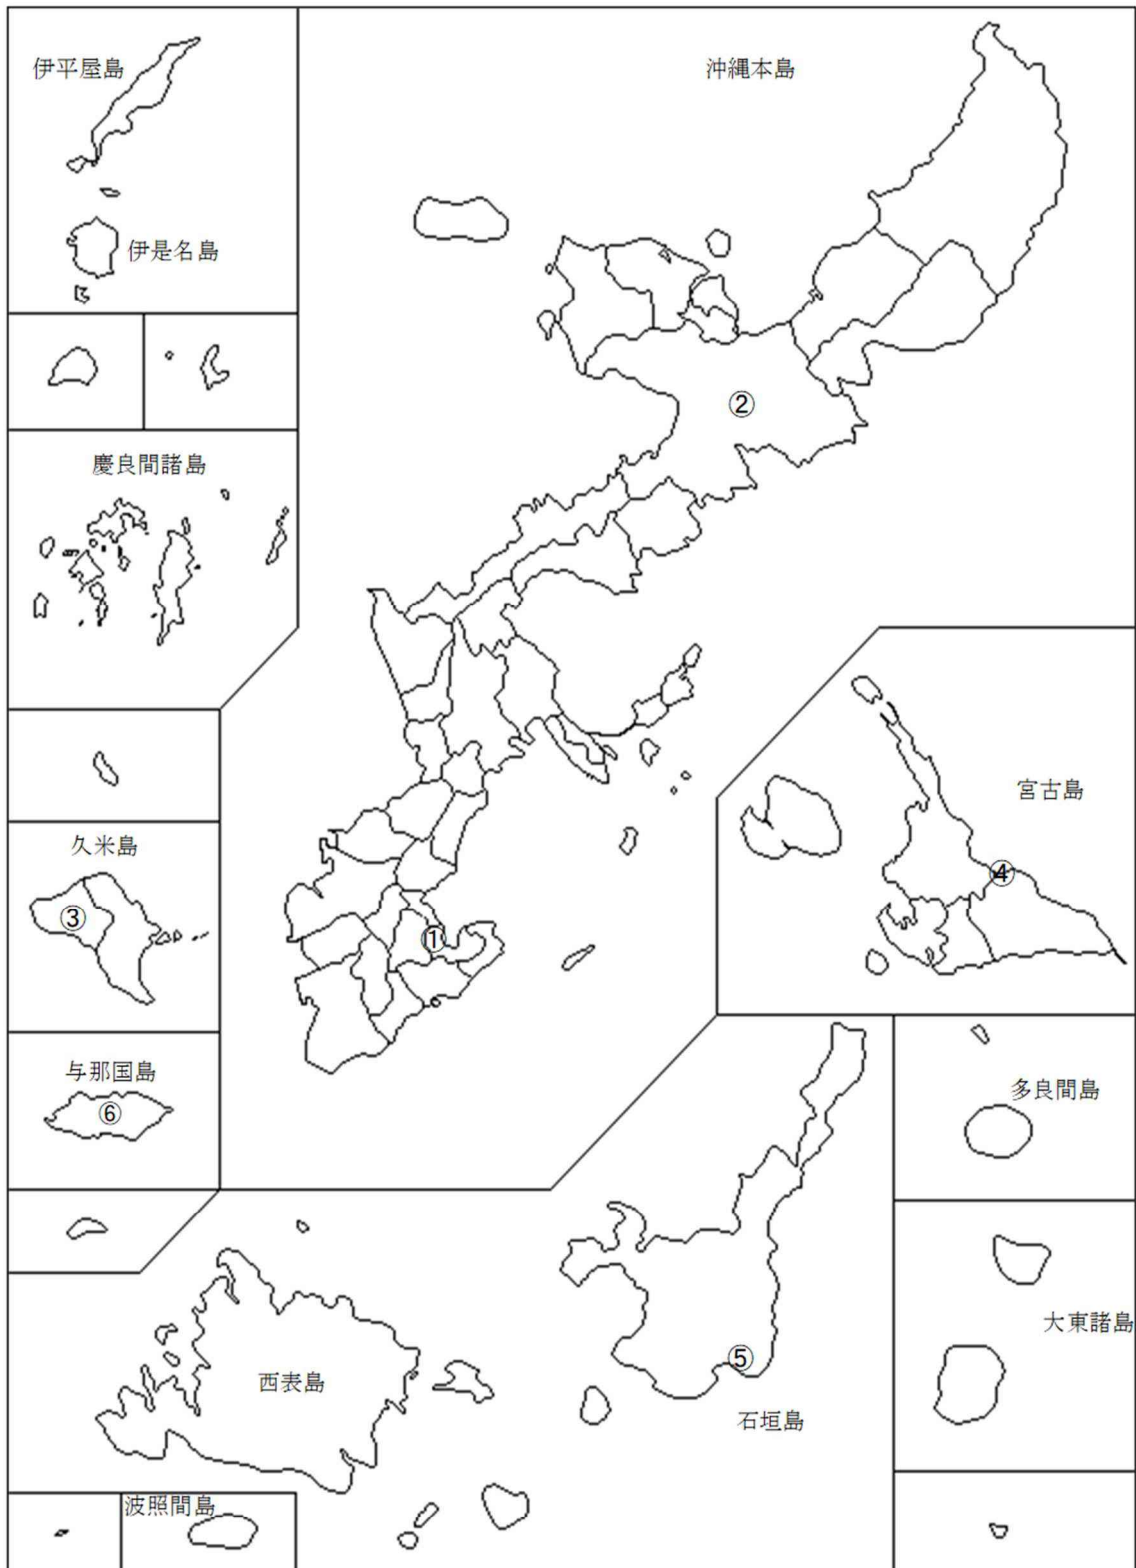 伊平屋島
沖縄本島
伊是名島
②
慶良間諸島
宮古島
久米島
④
③
①
与那国島
⑥
多良間島
大東諸島
⑤
西表島
石垣島
波照間島